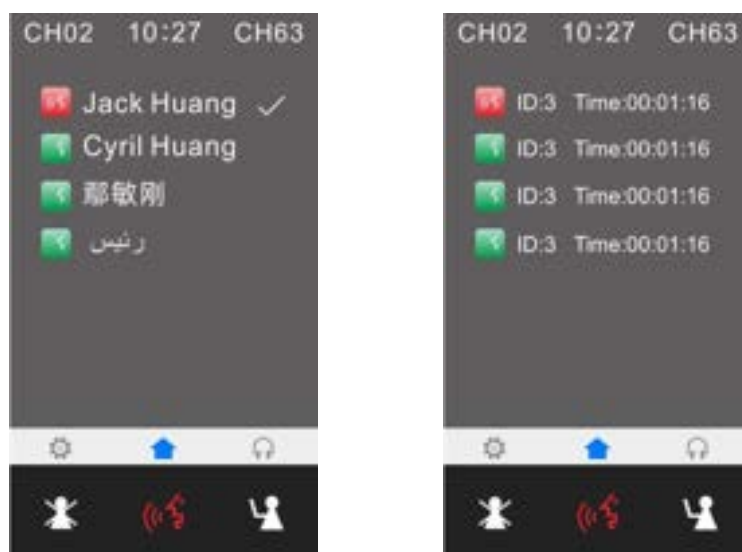 CH02 10:27 CH63
Jack Huang
Cyril Huang
鄢敏刚
رئيس
CH02 10:27 CH63
ID:3 Time:00:01:16
ID:3 Time:00:01:16
ID:3 Time:00:01:16
ID:3 Time:00:01:16